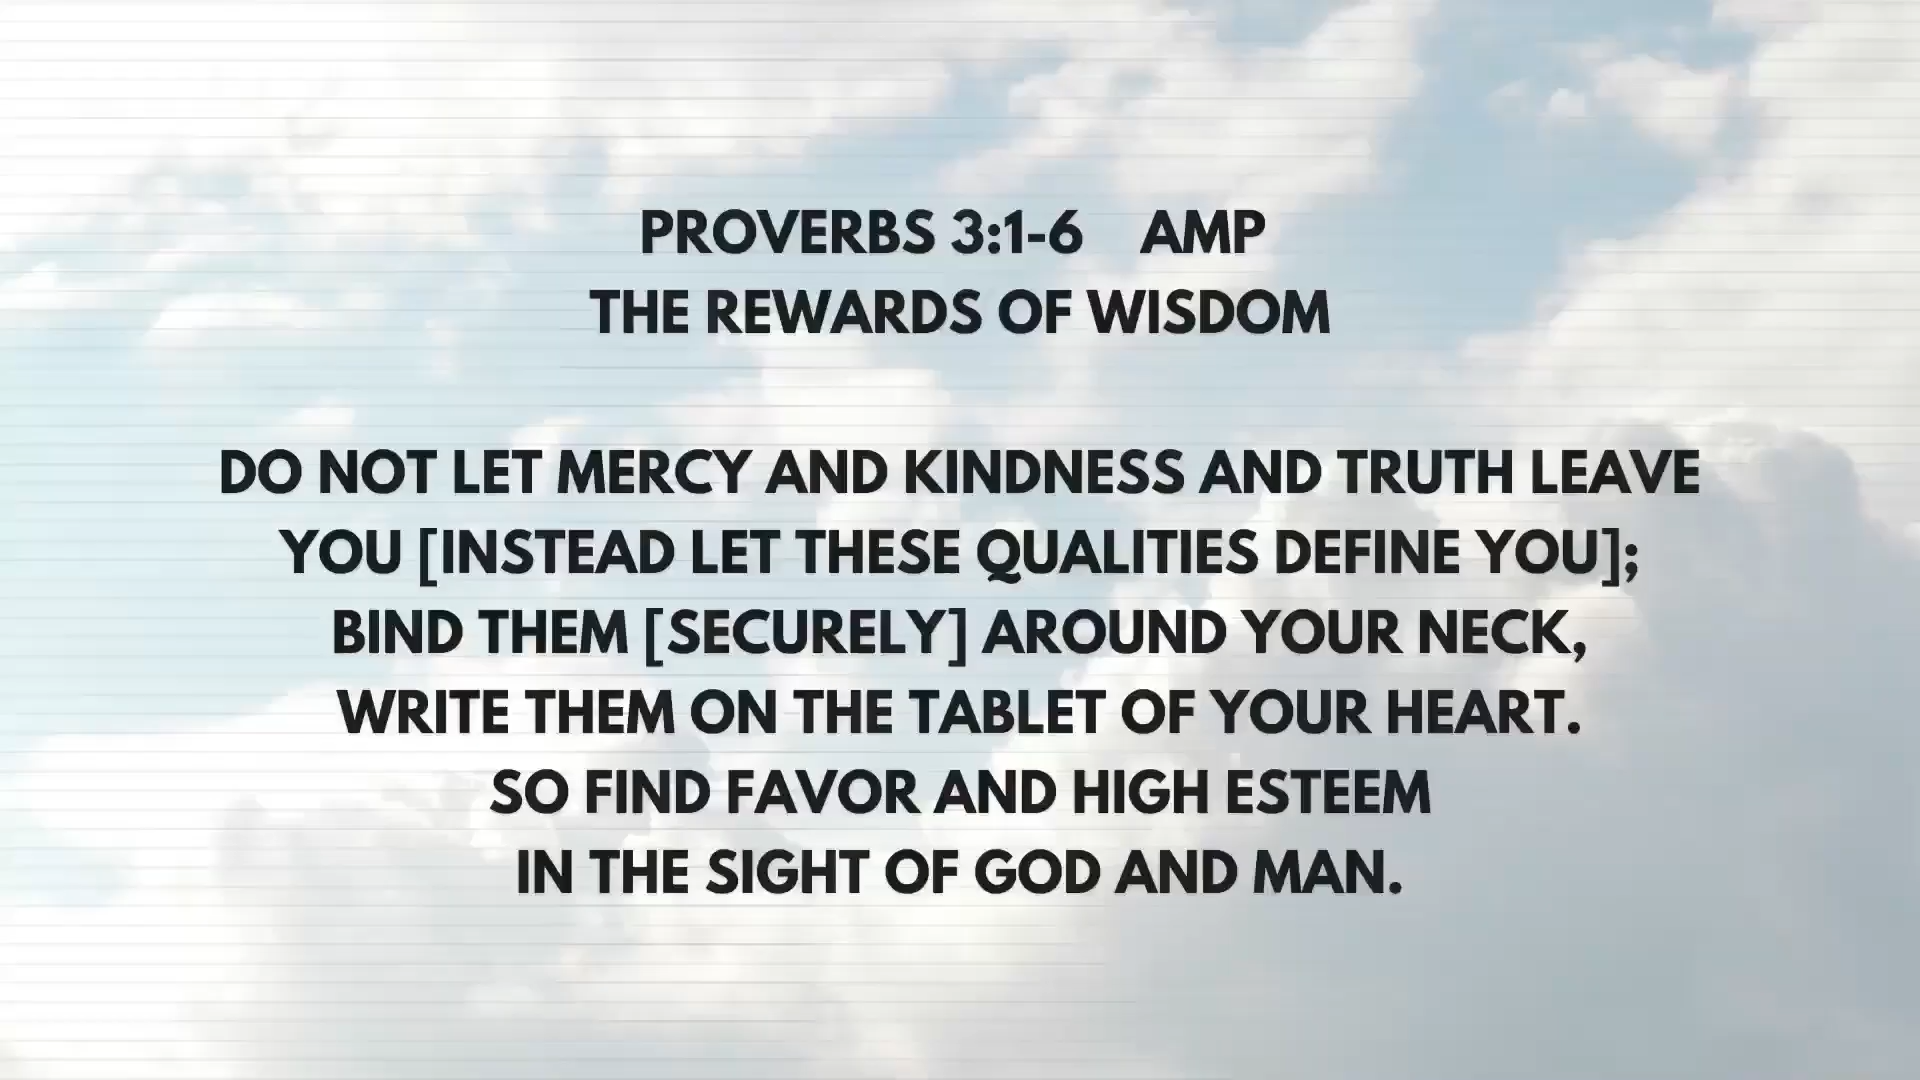 PROVERBS 3:1-6 AMP
THE REWARDS OF WISDOM
DO NOT LET MERCY AND KINDNESS AND TRUTH LEAVE
YOU [INSTEAD LET THESE QUALITIES DEFINE YOU];
BIND THEM [SECURELY] AROUND YOUR NECK,
WRITE THEM ON THE TABLET OF YOUR HEART.
SO FIND FAVOR AND HIGH ESTEEM
IN THE SIGHT OF GOD AND MAN.